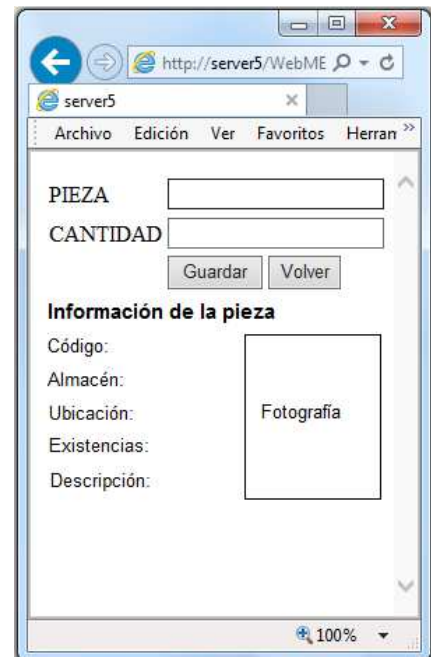 http://server5/WebME
server5
Archivo Edición Ver Favoritos Herran »
PIEZA
CANTIDAD
Guardar Volver
Información de la pieza
Código:
Almacén:
Ubicación:
Fotografía
Existencias:
Descripción:
100%